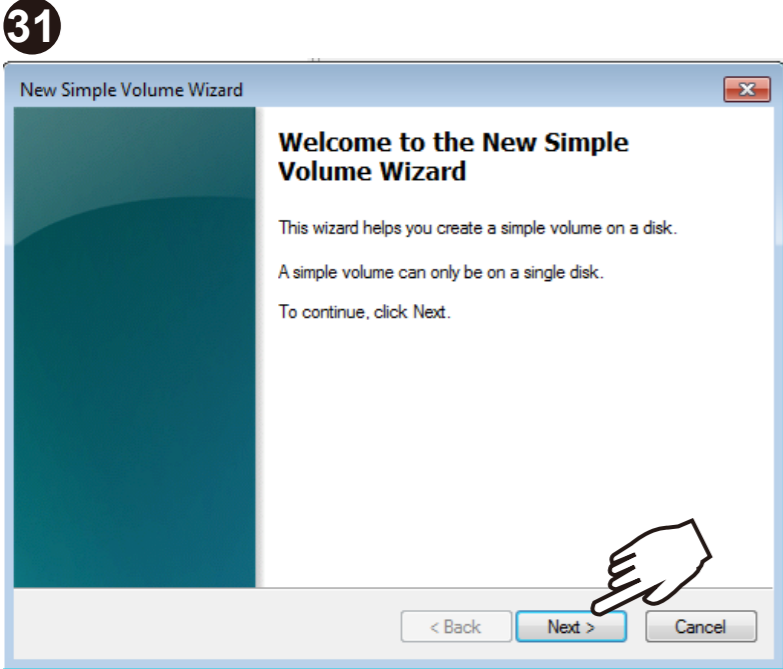 31
New Simple Volume Wizard
Welcome to the New Simple
Volume Wizard
This wizard helps you create a simple volume on a disk.
A simple volume can only be on a single disk.
To continue, click Next.
< Back Next > Cancel